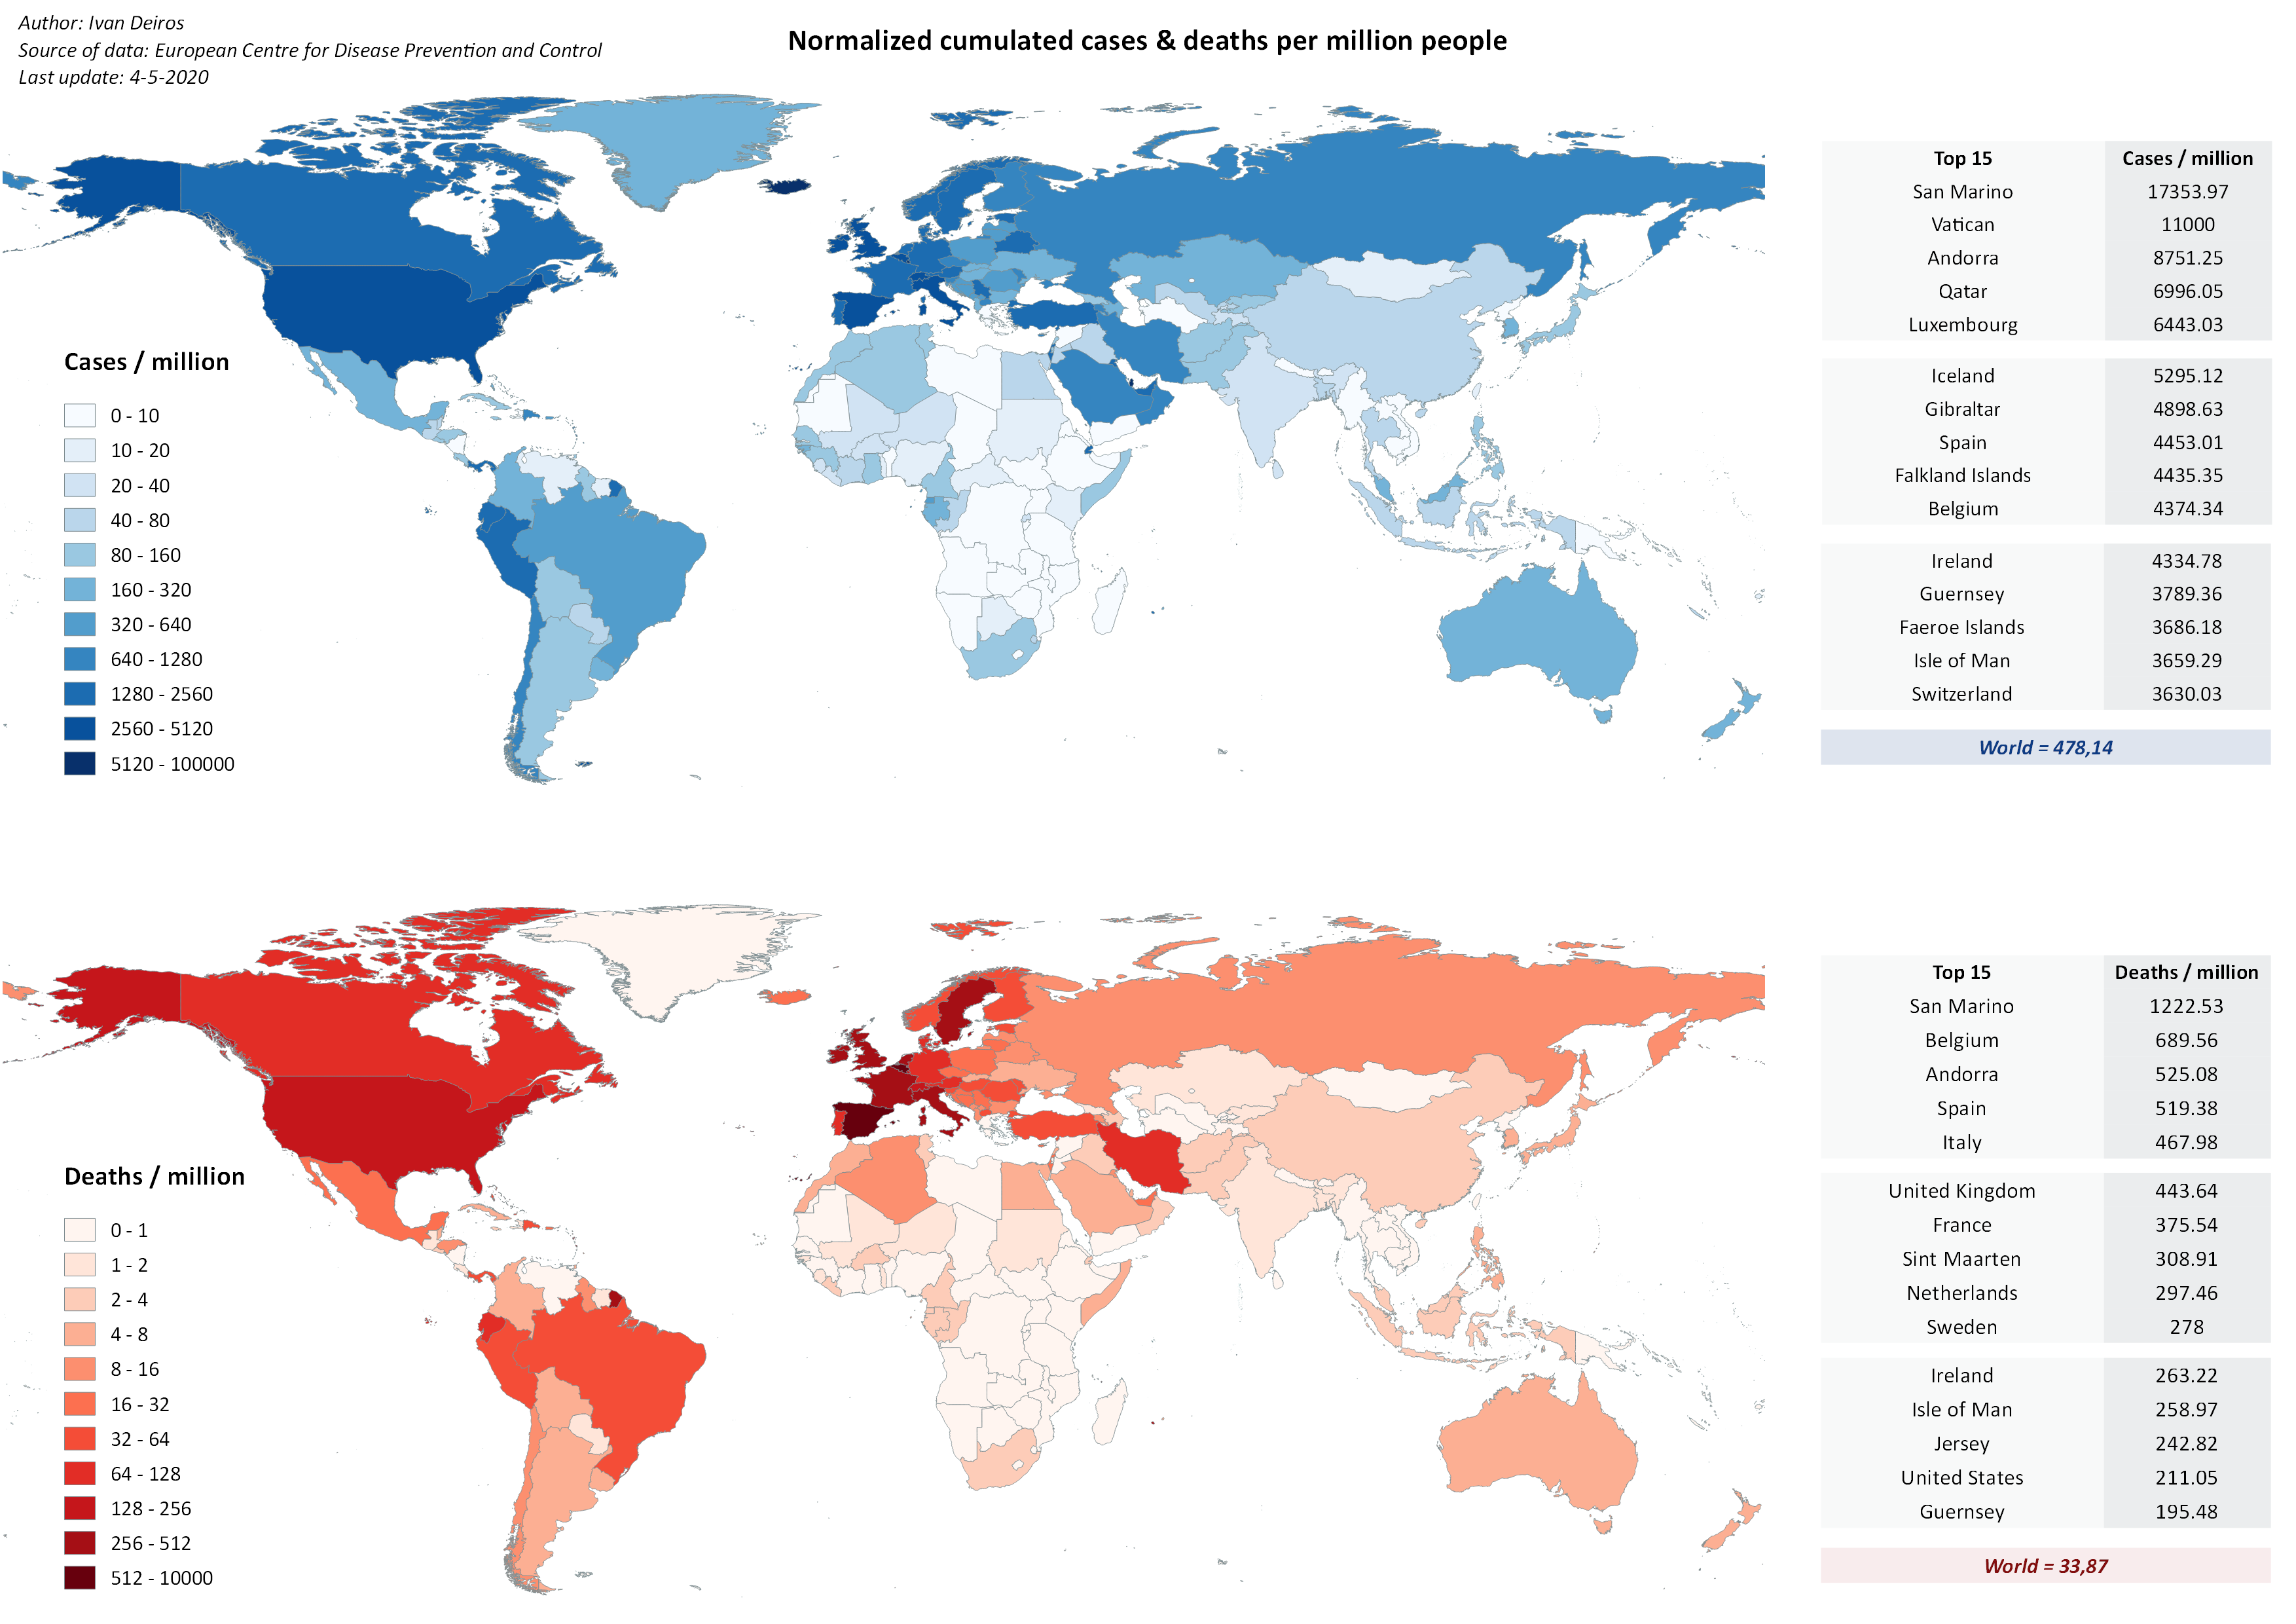 Author: Ivan Deiros
Source of data: European Centre for Disease Prevention and Control
Last update: 4-5-2020
Normalized cumulated cases & deaths per million people
Cases / million
0 - 10
10 - 20
20 - 40
40 - 80
80 - 160
160 - 320
320 - 640
640 - 1280
1280 - 2560
2560 - 5120
5120 - 100000
Top 15 Cases / million
San Marino 17353.97
Vatican 11000
Andorra 8751.25
Qatar 6996.05
Luxembourg 6443.03
Iceland 5295.12
Gibraltar 4898.63
Spain 4453.01
Falkland Islands 4435.35
Belgium 4374.34
Ireland 4334.78
Guernsey 3789.36
Faeroe Islands 3686.18
Isle of Man 3659.29
Switzerland 3630.03
World = 478,14
Deaths / million
0 - 1
1 - 2
2 - 4
4 - 8
8 - 16
16 - 32
32 - 64
64 - 128
128 - 256
256 - 512
512 - 10000
Top 15 Deaths / million
San Marino 1222.53
Belgium 689.56
Andorra 525.08
Spain 519.38
Italy 467.98
United Kingdom 443.64
France 375.54
Sint Maarten 308.91
Netherlands 297.46
Sweden 278
Ireland 263.22
Isle of Man 258.97
Jersey 242.82
United States 211.05
Guernsey 195.48
World = 33,87